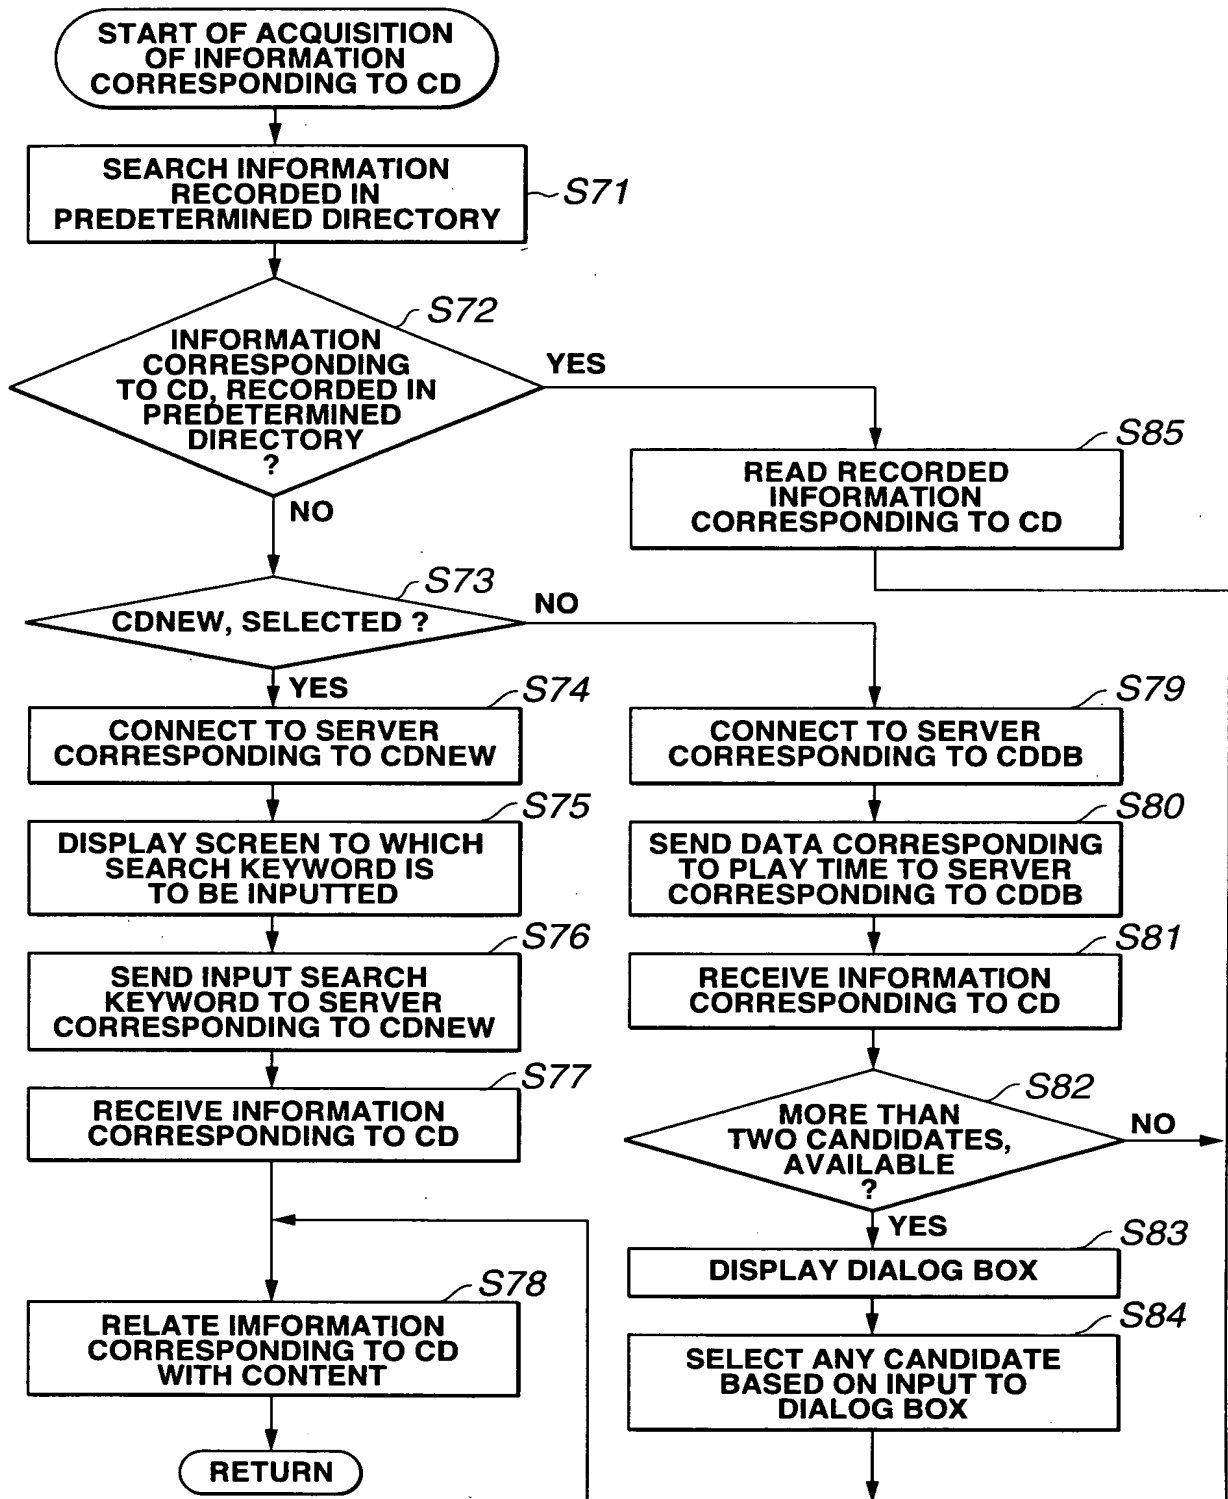 START OF ACQUISITION
OF INFORMATION
CORRESPONDING TO CD
SEARCH INFORMATION
RECORDED IN
PREDETERMINED DIRECTORY
S71
S72
INFORMATION
CORRESPONDING
TO CD, RECORDED IN
PREDETERMINED
DIRECTORY
?
YES
NO
S85
READ RECORDED
INFORMATION
CORRESPONDING TO CD
S73
CDNEW, SELECTED ?
NO
YES
S74
CONNECT TO SERVER
CORRESPONDING TO CDNEW
S75
DISPLAY SCREEN TO WHICH
SEARCH KEYWORD IS
TO BE INPUTTED
S76
SEND INPUT SEARCH
KEYWORD TO SERVER
CORRESPONDING TO CDNEW
S77
RECEIVE INFORMATION
CORRESPONDING TO CD
S78
RELATE IMFORMATION
CORRESPONDING TO CD
WITH CONTENT
RETURN
S79
CONNECT TO SERVER
CORRESPONDING TO CDDB
S80
SEND DATA CORRESPONDING
TO PLAY TIME TO SERVER
CORRESPONDING TO CDDB
S81
RECEIVE INFORMATION
CORRESPONDING TO CD
S82
MORE THAN
TWO CANDIDATES,
AVAILABLE
?
NO
YES
S83
DISPLAY DIALOG BOX
S84
SELECT ANY CANDIDATE
BASED ON INPUT TO
DIALOG BOX